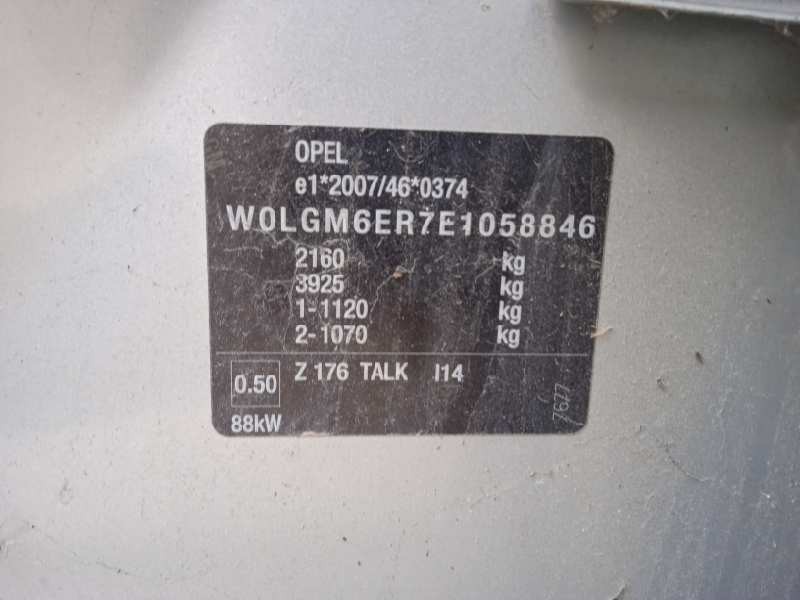 OPEL
e1*2007/46*0374
W0LGM6ER7E1058846
2160 kg
3925 kg
1-1120 kg
2-1070 kg
0.50 Z 176 TALK I14
88kW
7677